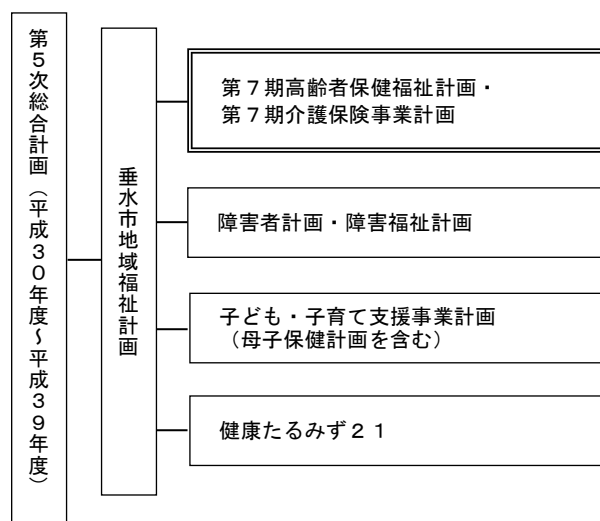 第５次総合計画（平成３０年度～平成３９年度）
垂水市地域福祉計画
第７期高齢者保健福祉計画・
第７期介護保険事業計画
障害者計画・障害福祉計画
子ども・子育て支援事業計画
（母子保健計画を含む）
健康たるみず２１